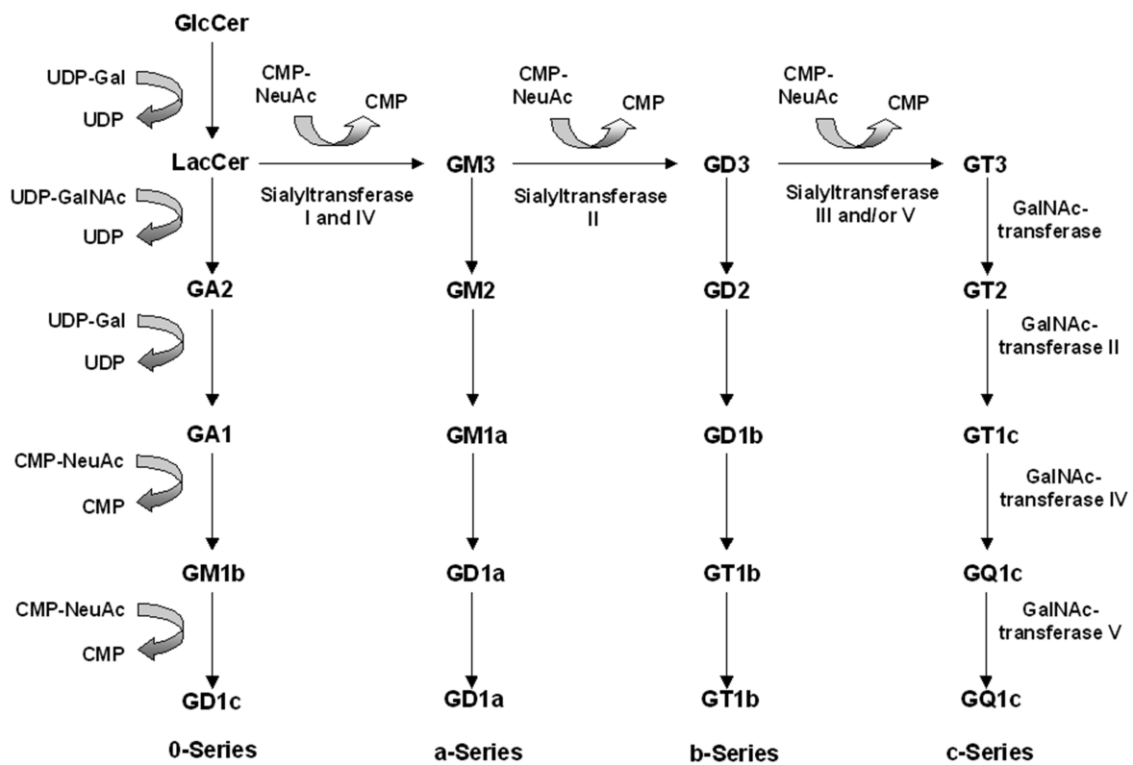 GlcCer
UDP-Gal
UDP
CMP-
NeuAc
CMP
CMP-
NeuAc
CMP
CMP-
NeuAc
CMP
LacCer
GM3
GD3
GT3
Sialyltransferase
I and IV
Sialyltransferase
II
Sialyltransferase
III and/or V
UDP-GalNAc
UDP
GalNAc-
transferase
GA2
GM2
GD2
GT2
UDP-Gal
UDP
GalNAc-
transferase II
GA1
GM1a
GD1b
GT1c
CMP-NeuAc
CMP
GalNAc-
transferase IV
GM1b
GD1a
GT1b
GQ1c
CMP-NeuAc
CMP
GalNAc-
transferase V
GD1c
GD1a
GT1b
GQ1c
0-Series
a-Series
b-Series
c-Series